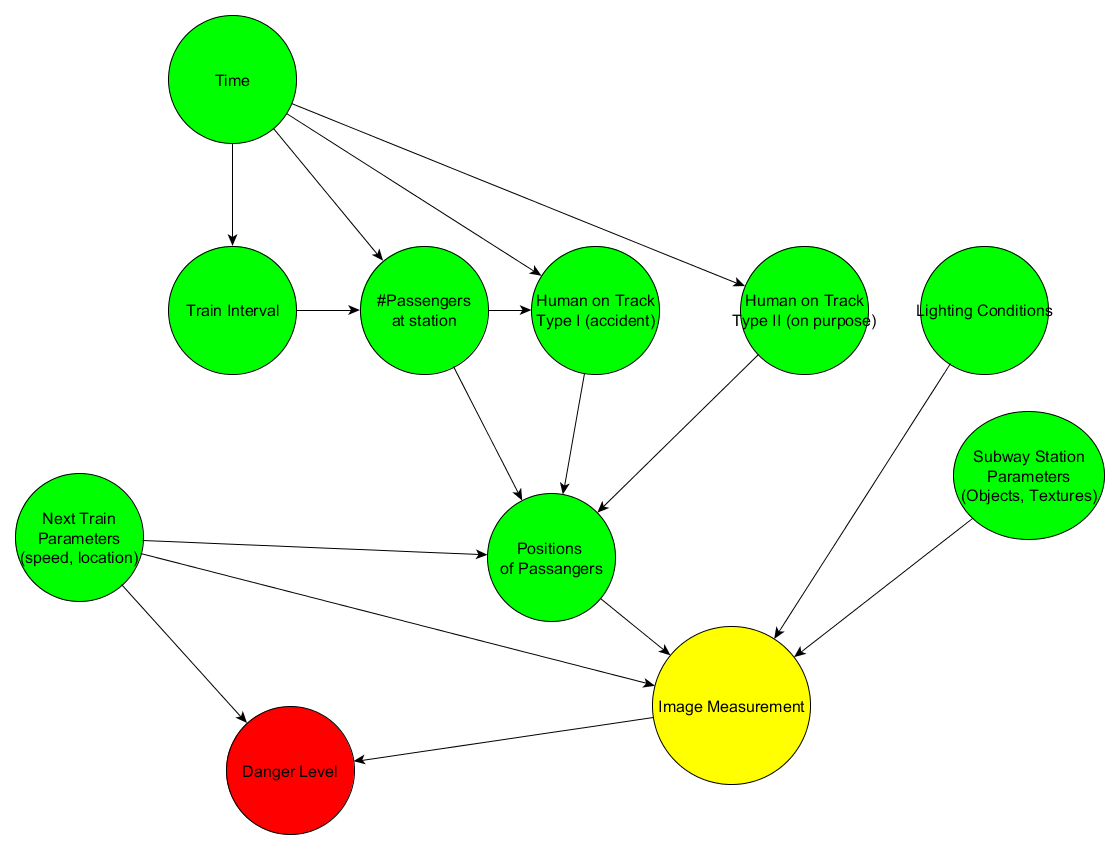 Time
Train Interval
#Passengers
at station
Human on Track
Type I (accident)
Human on Track
Type II (on purpose)
Lighting Conditions
Subway Station
Parameters
(Objects, Textures)
Next Train
Parameters
(speed, location)
Positions
of Passangers
Image Measurement
Danger Level